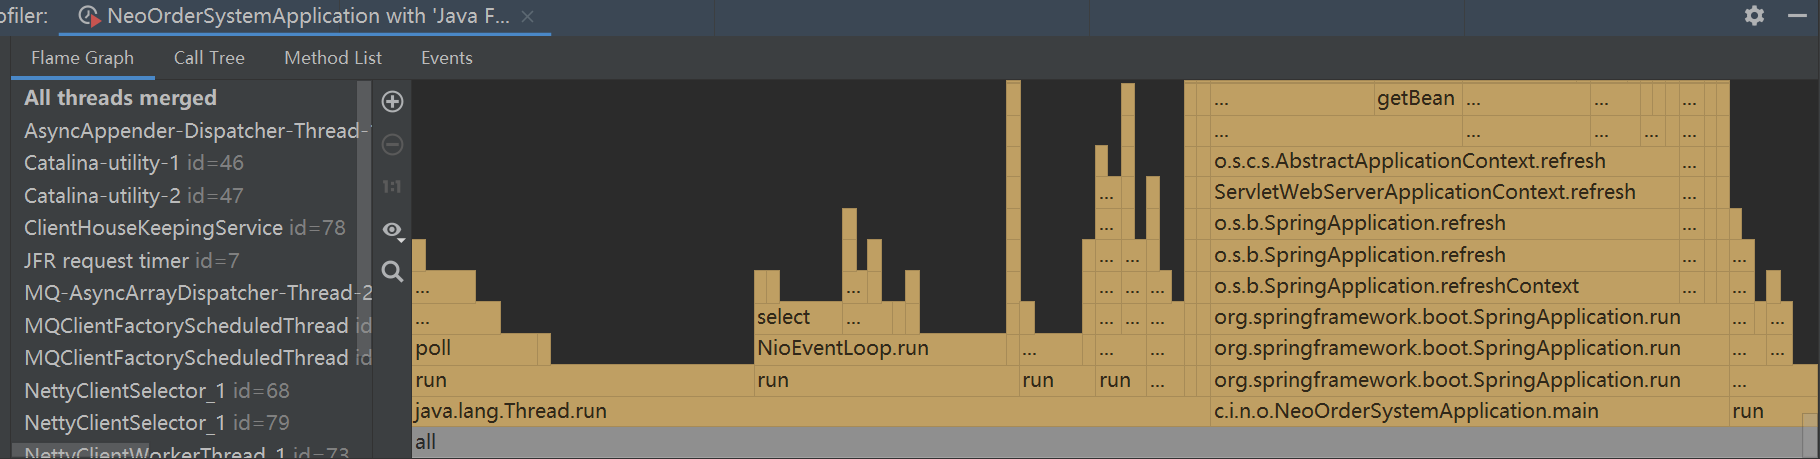 ofiler: NeoOrderSystemApplication with 'Java F...
Flame Graph Call Tree Method List Events
All threads merged
AsyncAppender-Dispatcher-Thread-
Catalina-utility-1 id=46
Catalina-utility-2 id=47
ClientHouseKeepingService id=78
JFR request timer id=7
MQ-AsyncArrayDispatcher-Thread-2
MQClientFactoryScheduledThread id
MQClientFactoryScheduledThread id
NettyClientSelector_1 id=68
NettyClientSelector_1 id=79
NettyClientWorkerThread_1 id=73
1:1
... getBean ... ... ...
... ... ... ... ...
o.s.c.s.AbstractApplicationContext.refresh ...
... ServletWebServerApplicationContext.refresh
... o.s.b.SpringApplication.refresh ...
... o.s.b.SpringApplication.refresh ... ...
... ... ... ... o.s.b.SpringApplication.refreshContext ... ...
... select ... ... ... ... org.springframework.boot.SpringApplication.run ... ...
poll NioEventLoop.run ... ... ... org.springframework.boot.SpringApplication.run ... ...
run run run run ... org.springframework.boot.SpringApplication.run ...
java.lang.Thread.run c.i.n.o.NeoOrderSystemApplication.main run
all